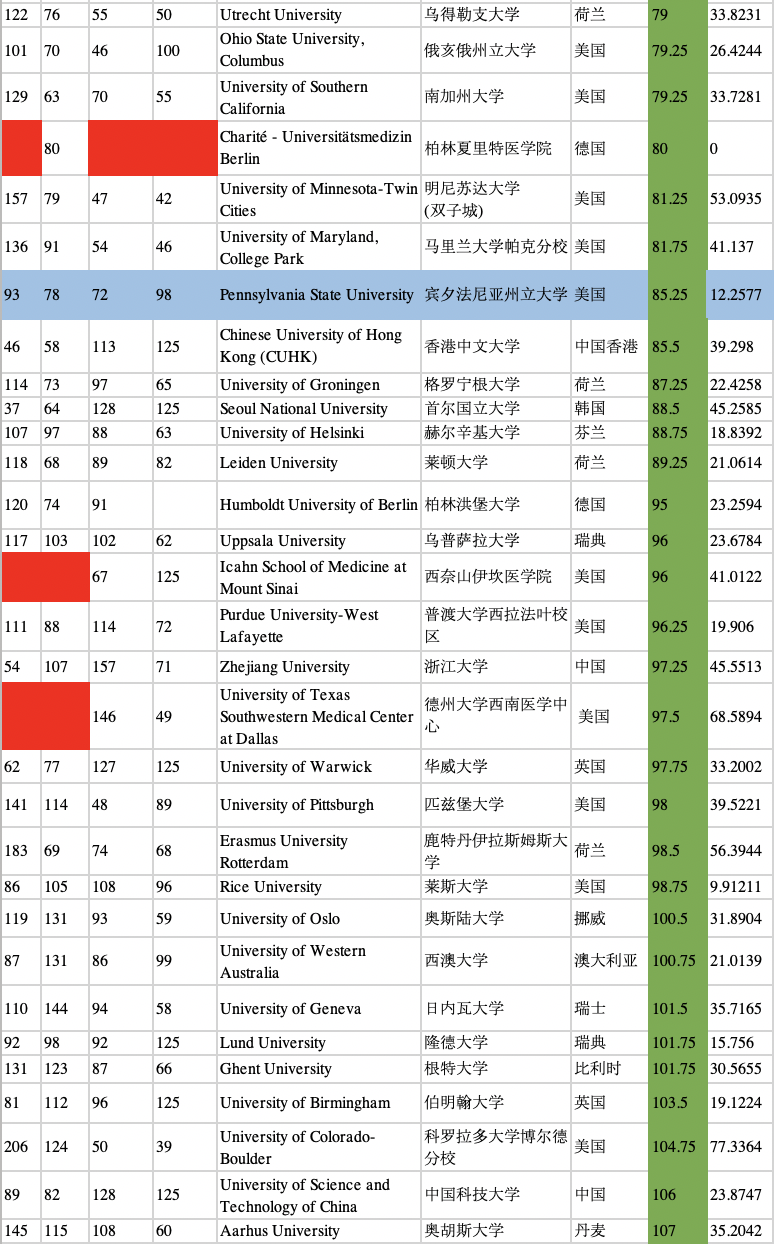 122 76 55 50 Utrecht University 乌得勒支大学 荷兰 79 33.8231
101 70 46 100 Ohio State University, Columbus 俄亥俄州立大学 美国 79.25 26.4244
129 63 70 55 University of Southern California 南加州大学 美国 79.25 33.7281
80 Charité - Universitätsmedizin Berlin 柏林夏里特医学院 德国 80 0
157 79 47 42 University of Minnesota-Twin Cities 明尼苏达大学 (双子城) 美国 81.25 53.0935
136 91 54 46 University of Maryland, College Park 马里兰大学帕克分校 美国 81.75 41.137
93 78 72 98 Pennsylvania State University 宾夕法尼亚州立大学 美国 85.25 12.2577
46 58 113 125 Chinese University of Hong Kong (CUHK) 香港中文大学 中国香港 85.5 39.298
114 73 97 65 University of Groningen 格罗宁根大学 荷兰 87.25 22.4258
37 64 128 125 Seoul National University 首尔国立大学 韩国 88.5 45.2585
107 97 88 63 University of Helsinki 赫尔辛基大学 芬兰 88.75 18.8392
118 68 89 82 Leiden University 莱顿大学 荷兰 89.25 21.0614
120 74 91 Humboldt University of Berlin 柏林洪堡大学 德国 95 23.2594
117 103 102 62 Uppsala University 乌普萨拉大学 瑞典 96 23.6784
67 125 Icahn School of Medicine at Mount Sinai 西奈山伊坎医学院 美国 96 41.0122
111 88 114 72 Purdue University-West Lafayette 普渡大学西拉法叶校区 美国 96.25 19.906
54 107 157 71 Zhejiang University 浙江大学 中国 97.25 45.5513
146 49 University of Texas Southwestern Medical Center at Dallas 德州大学西南医学中心 美国 97.5 68.5894
62 77 127 125 University of Warwick 华威大学 英国 97.75 33.2002
141 114 48 89 University of Pittsburgh 匹兹堡大学 美国 98 39.5221
183 69 74 68 Erasmus University Rotterdam 鹿特丹伊拉斯姆斯大学 荷兰 98.5 56.3944
86 105 108 96 Rice University 莱斯大学 美国 98.75 9.91211
119 131 93 59 University of Oslo 奥斯陆大学 挪威 100.5 31.8904
87 131 86 99 University of Western Australia 西澳大学 澳大利亚 100.75 21.0139
110 144 94 58 University of Geneva 日内瓦大学 瑞士 101.5 35.7165
92 98 92 125 Lund University 隆德大学 瑞典 101.75 15.756
131 123 87 66 Ghent University 根特大学 比利时 101.75 30.5655
81 112 96 125 University of Birmingham 伯明翰大学 英国 103.5 19.1224
206 124 50 39 University of Colorado-Boulder 科罗拉多大学博尔德分校 美国 104.75 77.3364
89 82 128 125 University of Science and Technology of China 中国科技大学 中国 106 23.8747
145 115 108 60 Aarhus University 奥胡斯大学 丹麦 107 35.2042